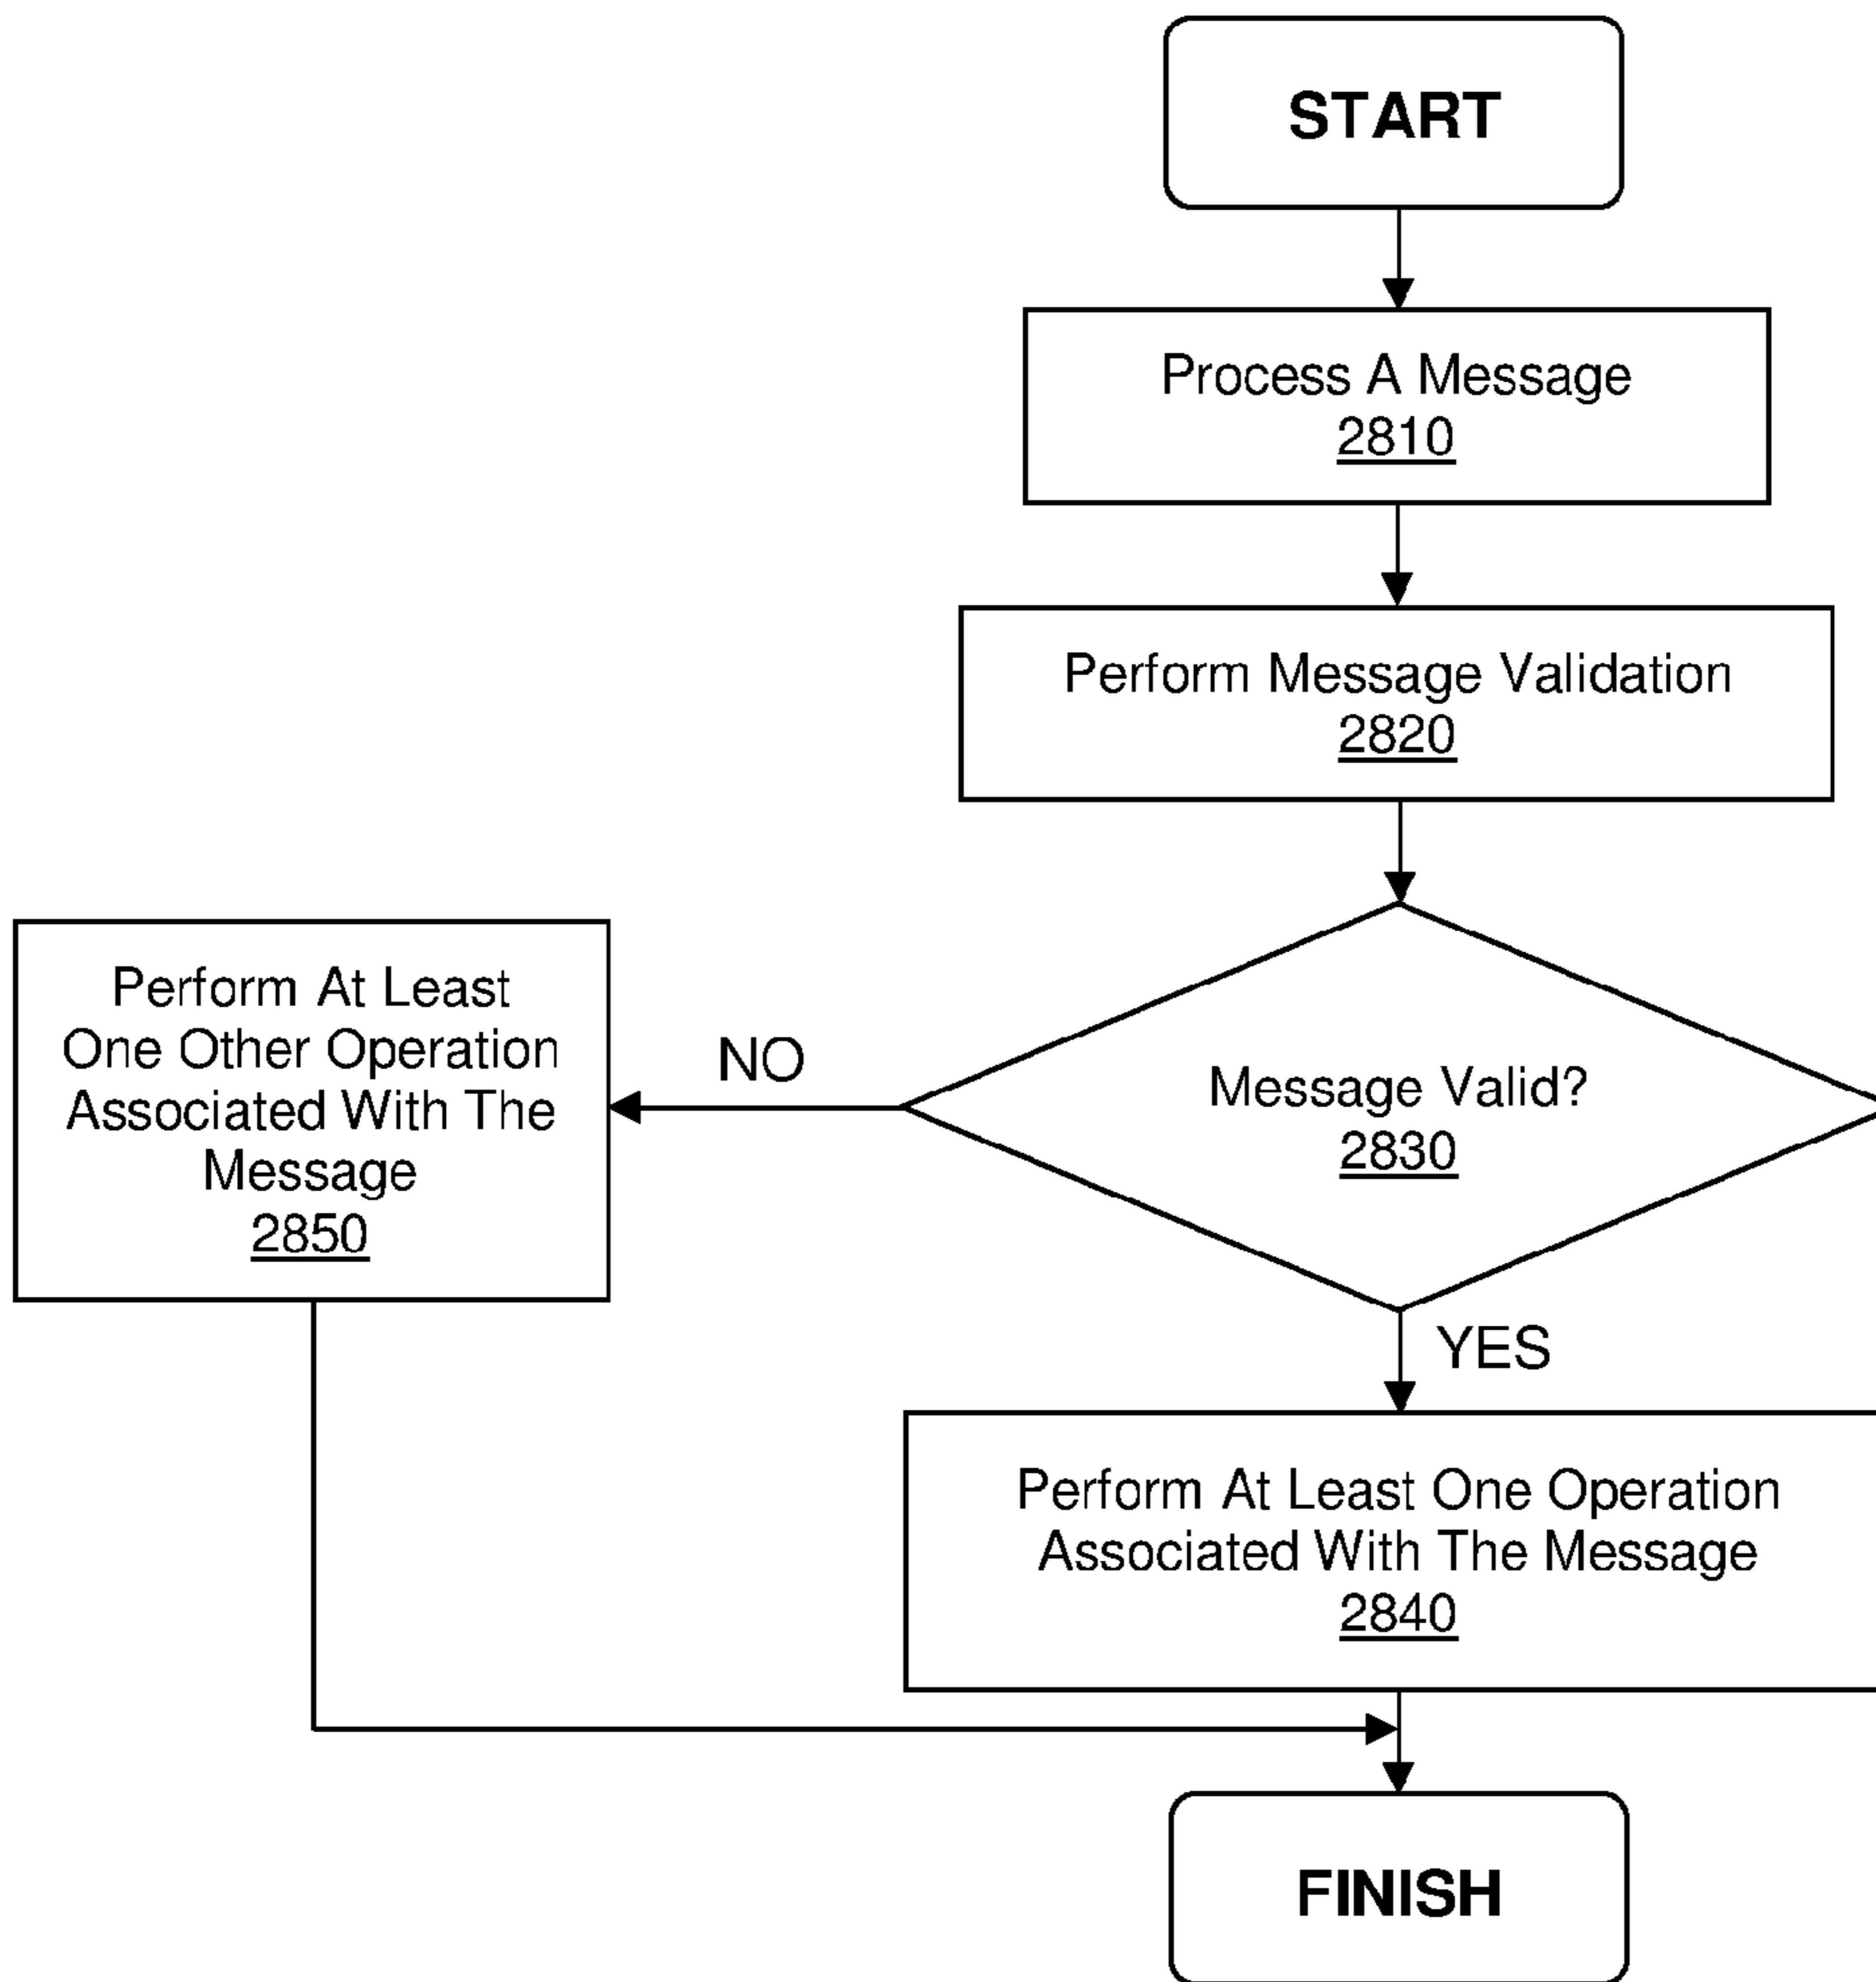 START
Process A Message
2810
Perform Message Validation
2820
Message Valid?
2830
NO
Perform At Least
One Other Operation
Associated With The
Message
2850
YES
Perform At Least One Operation
Associated With The Message
2840
FINISH